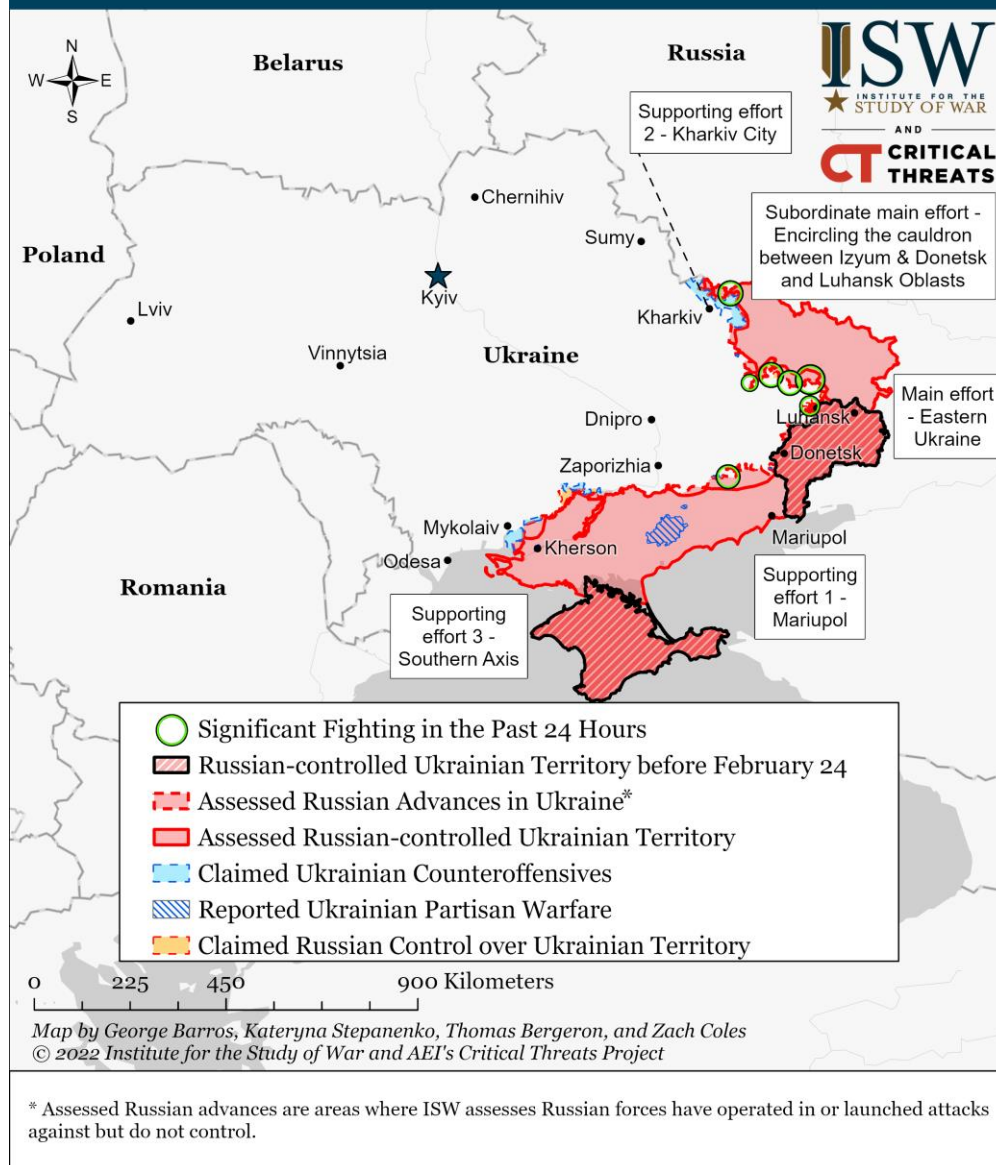 N
W E
S
Belarus
Russia
ISW
INSTITUTE FOR THE
STUDY OF WAR
AND
CT CRITICAL
THREATS
Supporting effort
2 - Kharkiv City
Chernihiv
Sumy
Subordinate main effort -
Encircling the cauldron
between Izyum & Donetsk
and Luhansk Oblasts
Poland
Kyiv
Lviv
Kharkiv
Vinnytsia
Ukraine
Main effort
- Eastern
Ukraine
Dnipro
Luhansk
Donetsk
Zaporizhia
Mykolaiv
Mariupol
Odesa
Kherson
Romania
Supporting
effort 1 -
Mariupol
Supporting
effort 3 -
Southern Axis
Significant Fighting in the Past 24 Hours
Russian-controlled Ukrainian Territory before February 24
Assessed Russian Advances in Ukraine*
Assessed Russian-controlled Ukrainian Territory
Claimed Ukrainian Counteroffensives
Reported Ukrainian Partisan Warfare
Claimed Russian Control over Ukrainian Territory
0 225 450 900 Kilometers
Map by George Barros, Kateryna Stepanenko, Thomas Bergeron, and Zach Coles
© 2022 Institute for the Study of War and AEI's Critical Threats Project
* Assessed Russian advances are areas where ISW assesses Russian forces have operated in or launched attacks
against but do not control.